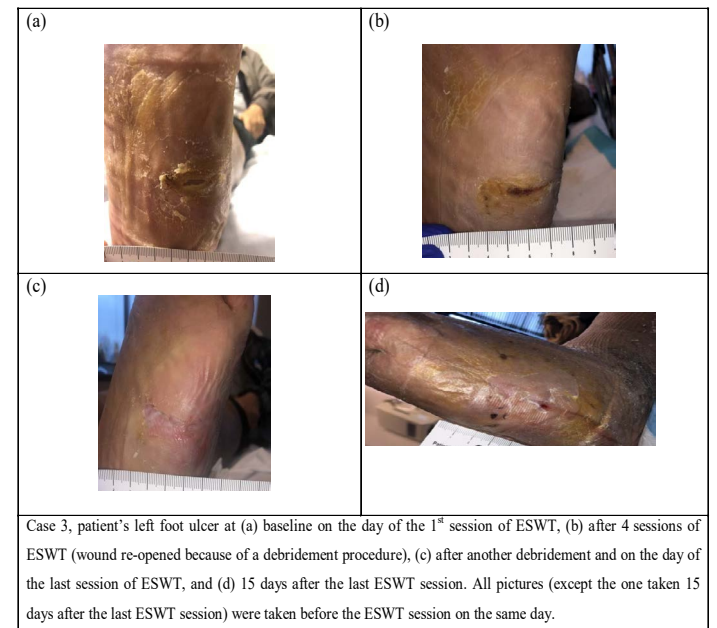 (a)
(b)
(c)
(d)
Case 3, patient's left foot ulcer at (a) baseline on the day of the 1st session of ESWT, (b) after 4 sessions of
ESWT (wound re-opened because of a debridement procedure), (c) after another debridement and on the day of
the last session of ESWT, and (d) 15 days after the last ESWT session. All pictures (except the one taken 15
days after the last ESWT session) were taken before the ESWT session on the same day.